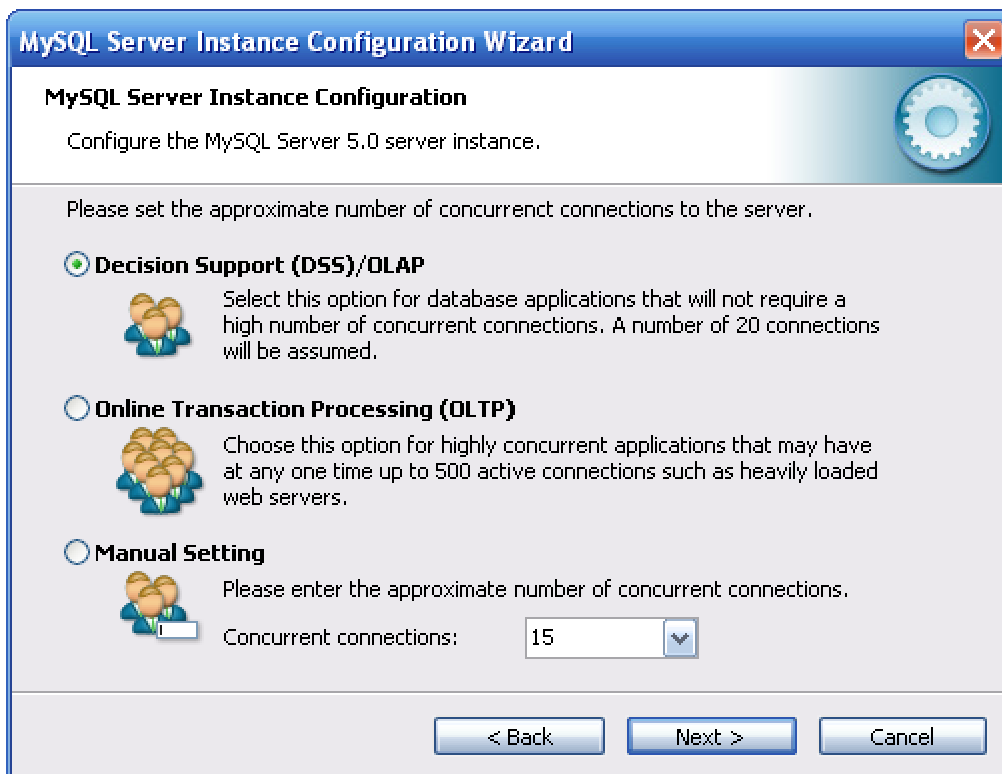 MySQL Server Instance Configuration Wizard
MySQL Server Instance Configuration
Configure the MySQL Server 5.0 server instance.
Please set the approximate number of concurrenct connections to the server.
Decision Support (DSS)/OLAP
Select this option for database applications that will not require a
high number of concurrent connections. A number of 20 connections
will be assumed.
Online Transaction Processing (OLTP)
Choose this option for highly concurrent applications that may have
at any one time up to 500 active connections such as heavily loaded
web servers.
Manual Setting
Please enter the approximate number of concurrent connections.
Concurrent connections: 15
< Back Next > Cancel